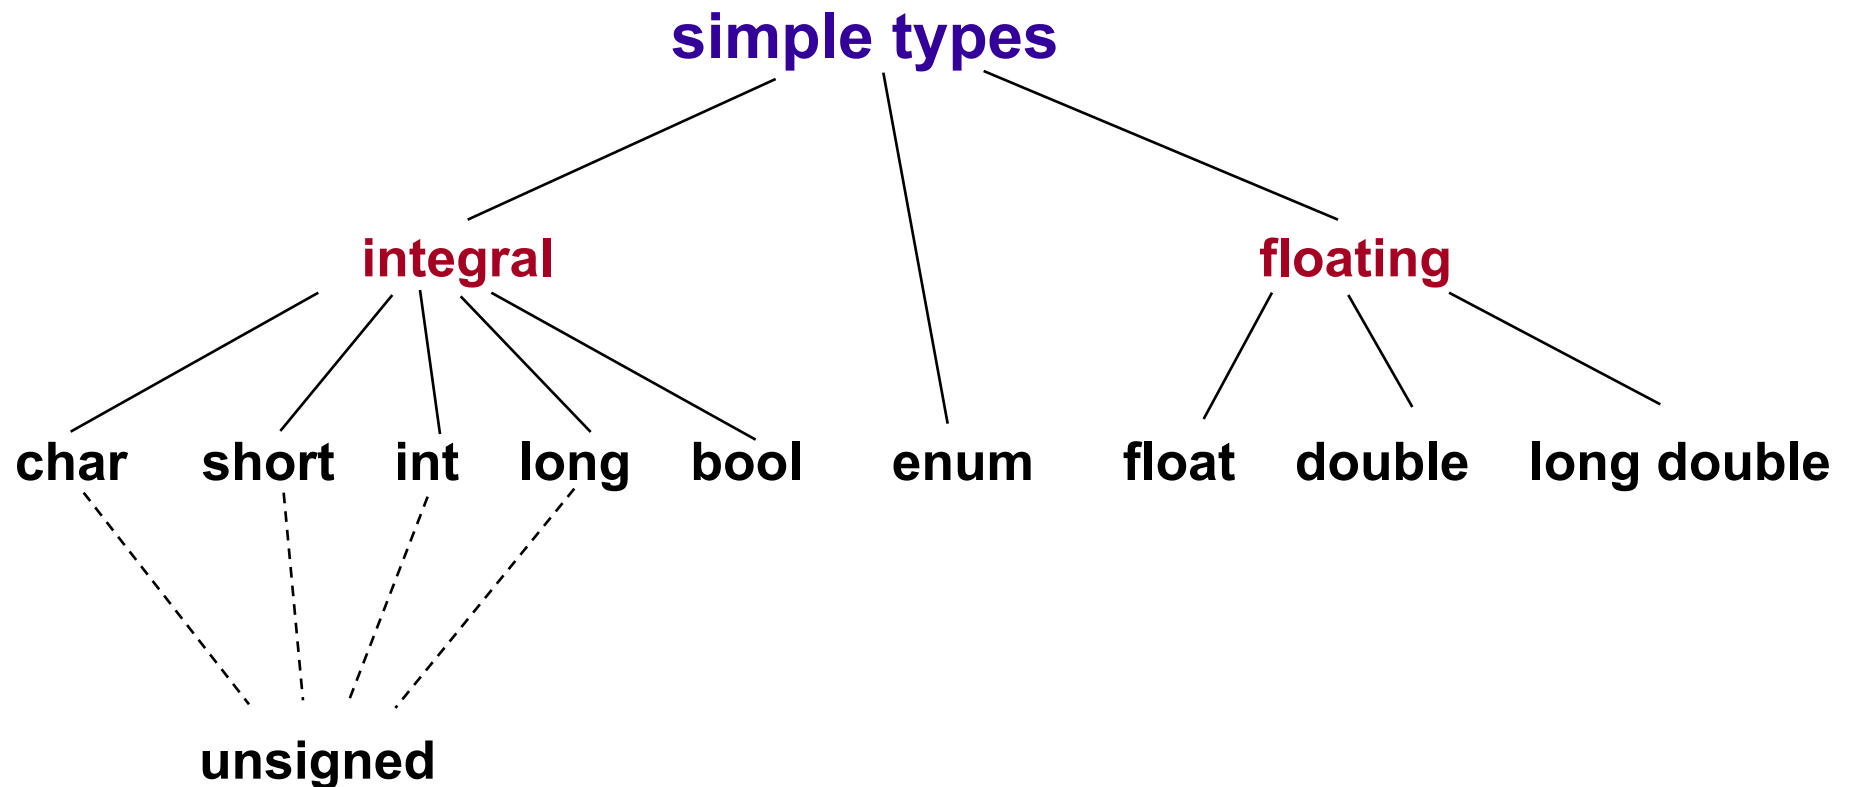 simple types
integral floating
char short int long bool enum float double long double
unsigned